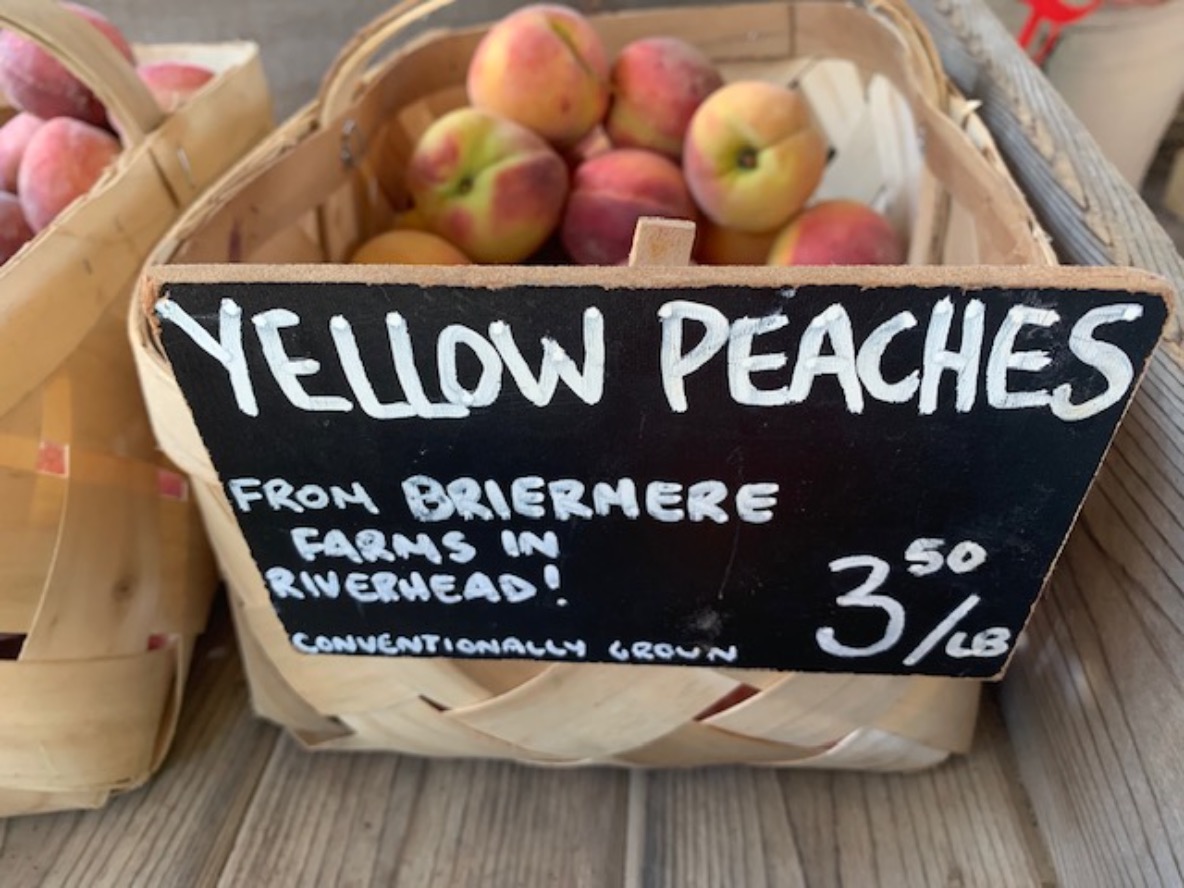 YELLOW PEACHES
FROM BRIERMERE
FARMS IN
RIVERHEAD!
CONVENTIONALLY GROWN
3 50/LB